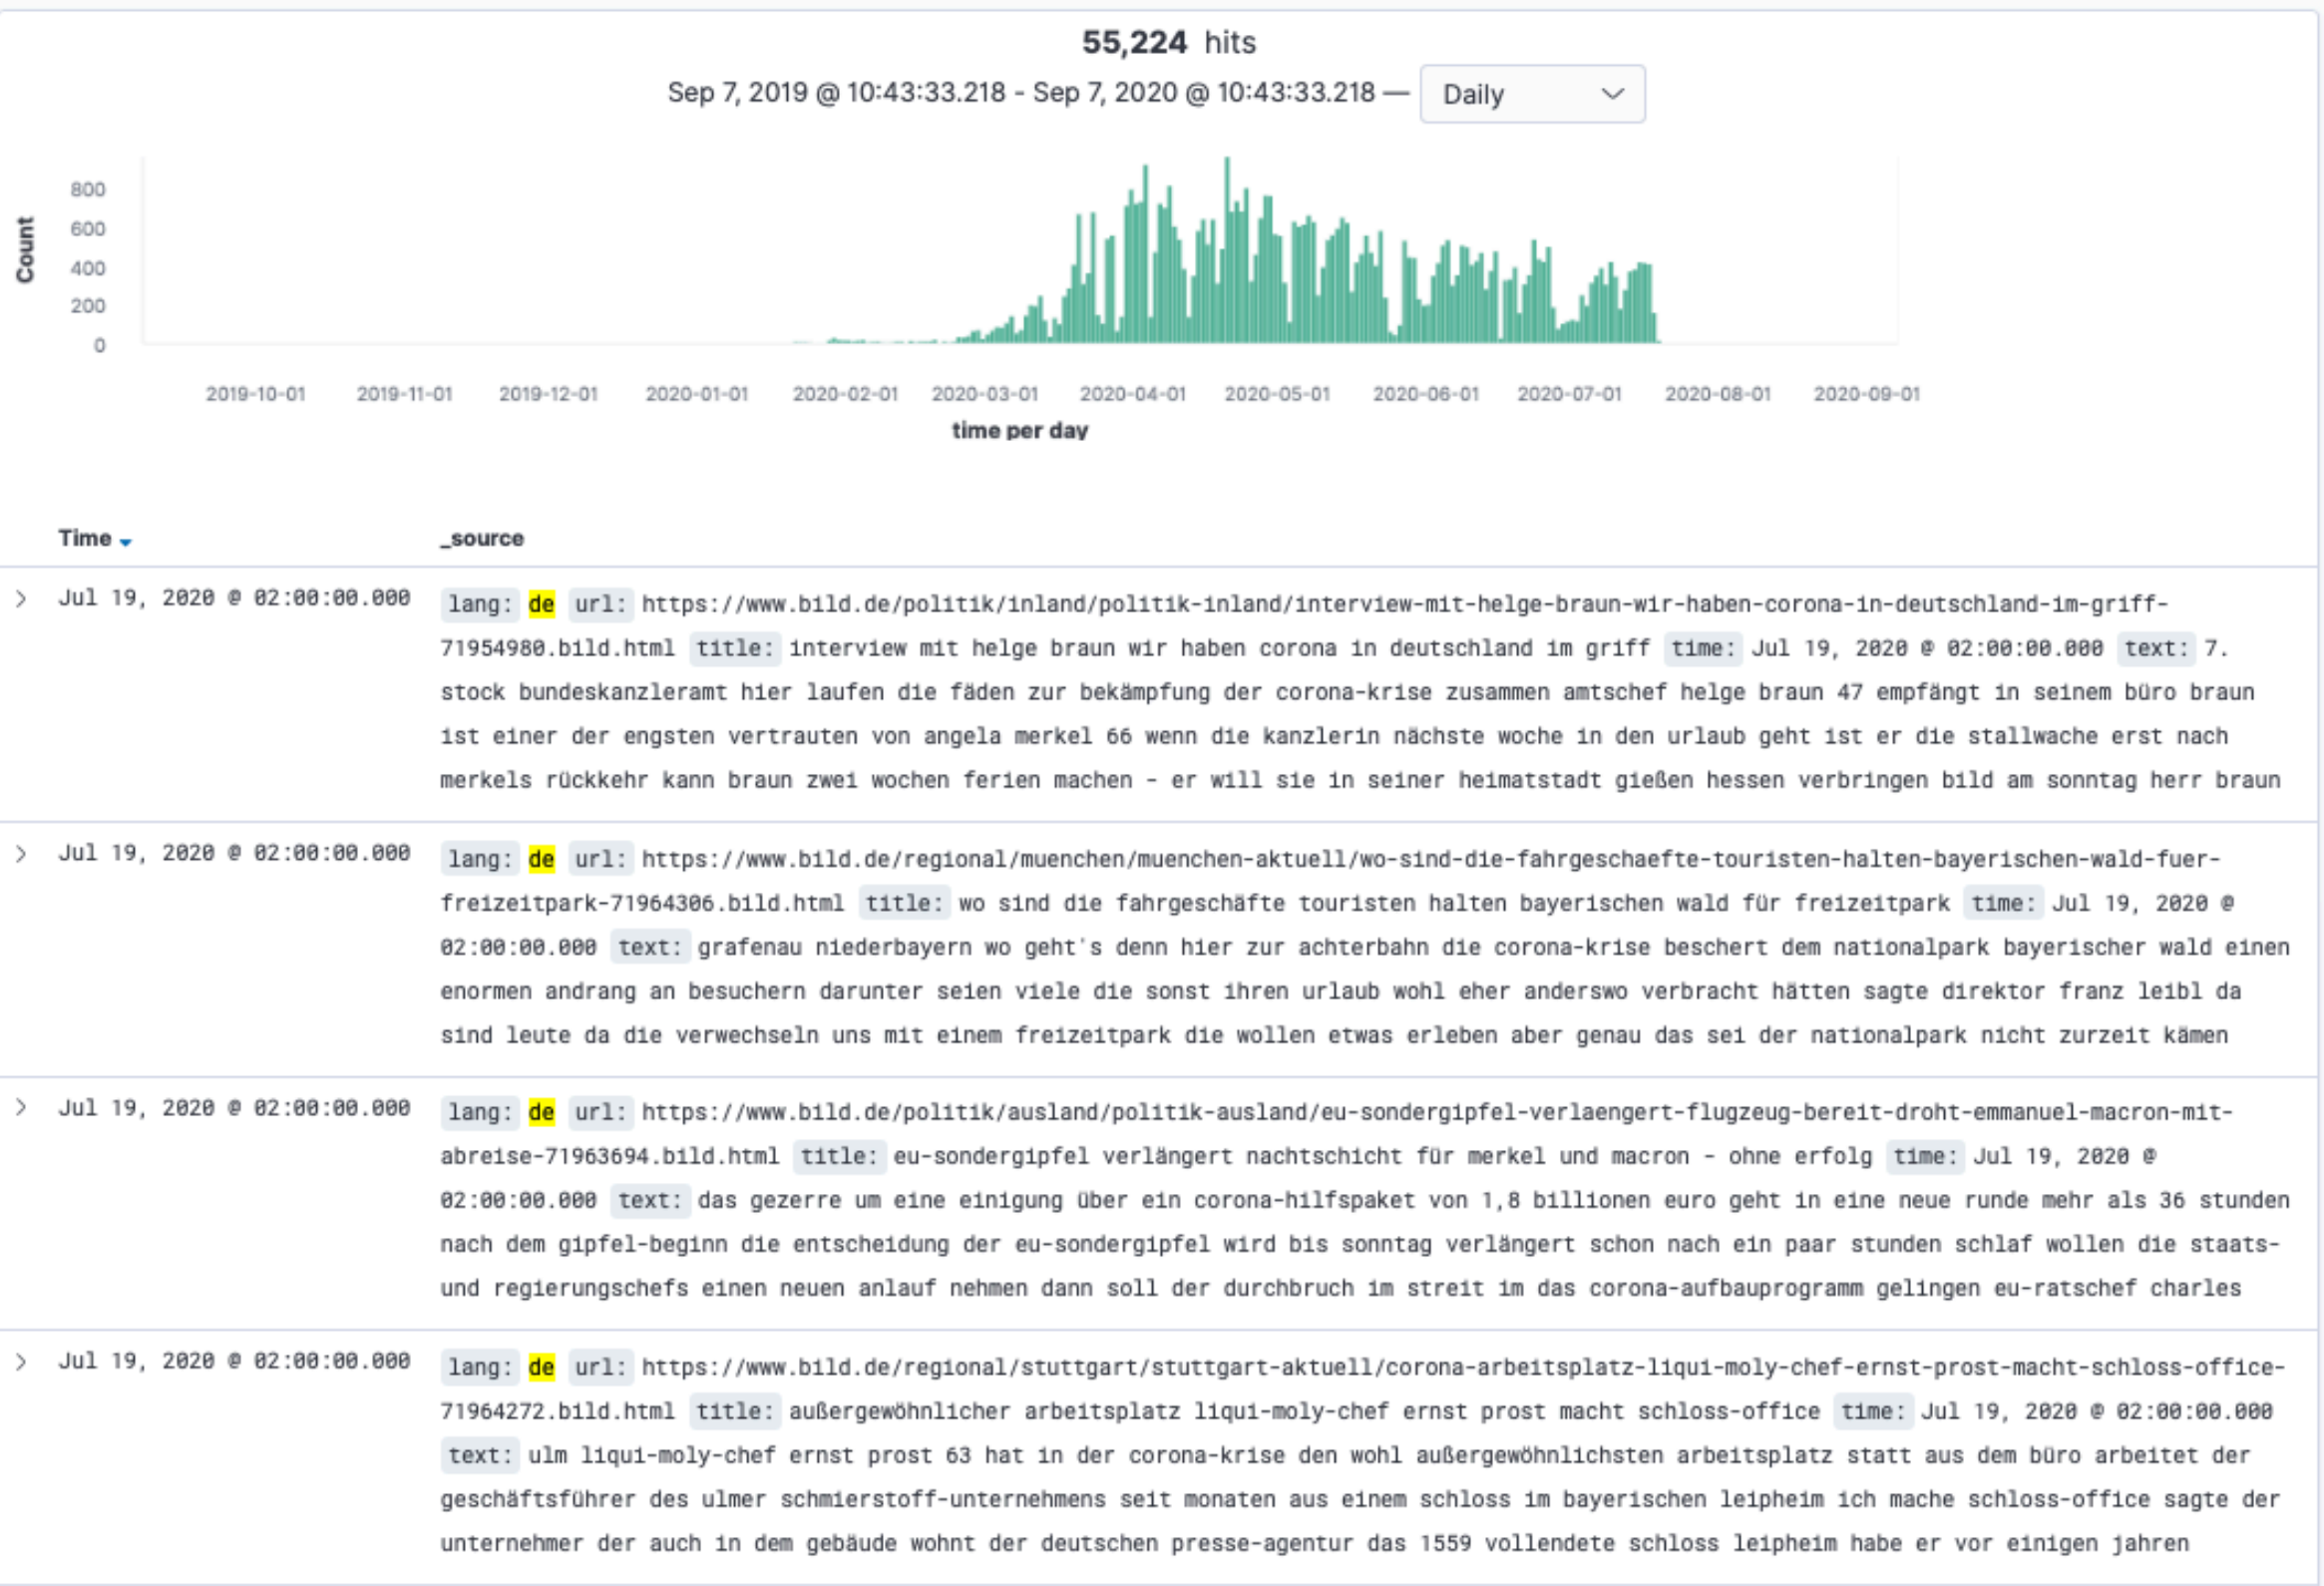 55,224 hits
Sep 7, 2019 @ 10:43:33.218 - Sep 7, 2020 @ 10:43:33.218 — Daily
Count
800
600
400
200
0
2019-10-01 2019-11-01 2019-12-01 2020-01-01 2020-02-01 2020-03-01 2020-04-01 2020-05-01 2020-06-01 2020-07-01 2020-08-01 2020-09-01
time per day
Time _source
Jul 19, 2020 @ 02:00:00.000 lang: de url: https://www.bild.de/politik/inland/politik-inland/interview-mit-helge-braun-wir-haben-corona-in-deutschland-im-griff-
71954980.bild.html title: interview mit helge braun wir haben corona in deutschland im griff time: Jul 19, 2020 @ 02:00:00.000 text: 7.
stock bundeskanzleramt hier laufen die fäden zur bekämpfung der corona-krise zusammen amtschef helge braun 47 empfängt in seinem büro braun
ist einer der engsten vertrauten von angela merkel 66 wenn die kanzlerin nächste woche in den urlaub geht ist er die stallwache erst nach
merkels rückkehr kann braun zwei wochen ferien machen - er will sie in seiner heimatstadt gießen hessen verbringen bild am sonntag herr braun
Jul 19, 2020 @ 02:00:00.000 lang: de url: https://www.bild.de/regional/muenchen/muenchen-aktuell/wo-sind-die-fahrgeschaefte-touristen-halten-bayerischen-wald-fuer-
freizeitpark-71964306.bild.html title: wo sind die fahrgeschäfte touristen halten bayerischen wald für freizeitpark time: Jul 19, 2020 @
02:00:00.000 text: grafenau niederbayern wo geht's denn hier zur achterbahn die corona-krise beschert dem nationalpark bayerischer wald einen
enormen andrang an besuchern darunter seien viele die sonst ihren urlaub wohl eher anderswo verbracht hätten sagte direktor franz leibl da
sind leute da die verwechseln uns mit einem freizeitpark die wollen etwas erleben aber genau das sei der nationalpark nicht zurzeit kämen
Jul 19, 2020 @ 02:00:00.000 lang: de url: https://www.bild.de/politik/ausland/politik-ausland/eu-sondergipfel-verlaengert-flugzeug-bereit-droht-emmanuel-macron-mit-
abreise-71963694.bild.html title: eu-sondergipfel verlängert nachtschicht für merkel und macron - ohne erfolg time: Jul 19, 2020 @
02:00:00.000 text: das gezerre um eine einigung über ein corona-hilfspaket von 1,8 billionen euro geht in eine neue runde mehr als 36 stunden
nach dem gipfel-beginn die entscheidung der eu-sondergipfel wird bis sonntag verlängert schon nach ein paar stunden schlaf wollen die staats-
und regierungschefs einen neuen anlauf nehmen dann soll der durchbruch im streit im das corona-aufbauprogramm gelingen eu-ratschef charles
Jul 19, 2020 @ 02:00:00.000 lang: de url: https://www.bild.de/regional/stuttgart/stuttgart-aktuell/corona-arbeitsplatz-liqui-moly-chef-ernst-prost-macht-schloss-office-
71964272.bild.html title: außergewöhnlicher arbeitsplatz liqui-moly-chef ernst prost macht schloss-office time: Jul 19, 2020 @ 02:00:00.000
text: ulm liqui-moly-chef ernst prost 63 hat in der corona-krise den wohl außergewöhnlichsten arbeitsplatz statt aus dem büro arbeitet der
geschäftsführer des ulmer schmierstoff-unternehmens seit monaten aus einem schloss im bayerischen leipheim ich mache schloss-office sagte der
unternehmer der auch in dem gebäude wohnt der deutschen presse-agentur das 1559 vollendete schloss leipheim habe er vor einigen jahren